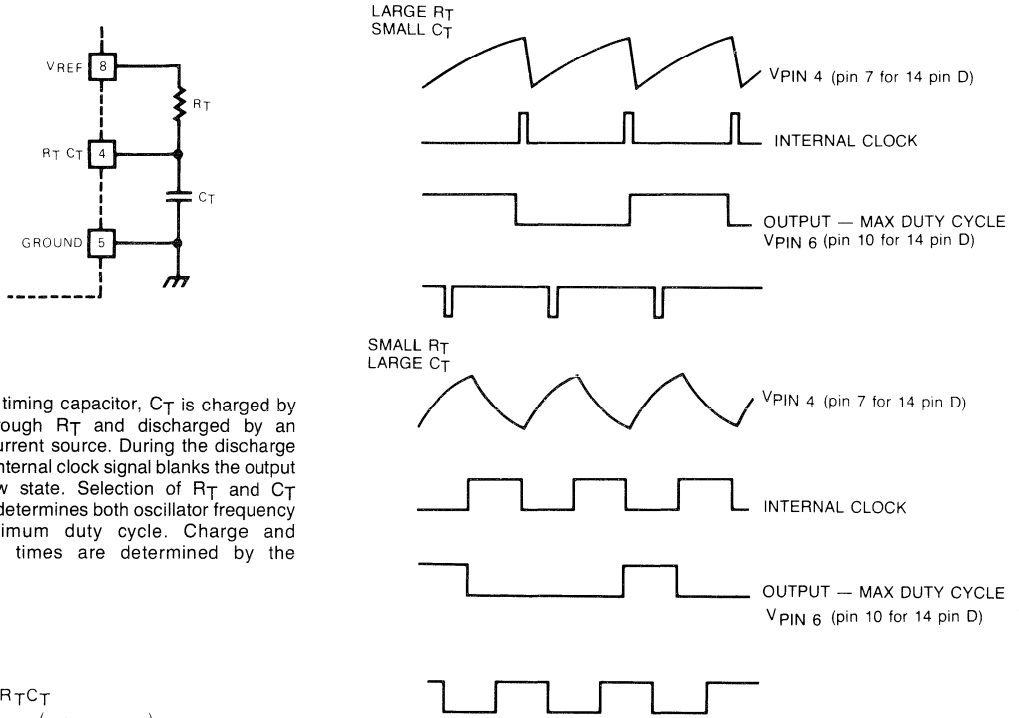 VREF 8
RT
RT CT 4
CT
GROUND 5
timing capacitor, CT is charged by
rough RT and discharged by an
urrent source. During the discharge
nternal clock signal blanks the output
w state. Selection of RT and CT
determines both oscillator frequency
imum duty cycle. Charge and
times are determined by the
RTCT
LARGE RT
SMALL CT
VPIN 4 (pin 7 for 14 pin D)
INTERNAL CLOCK
OUTPUT — MAX DUTY CYCLE
VPIN 6 (pin 10 for 14 pin D)
SMALL RT
LARGE CT
VPIN 4 (pin 7 for 14 pin D)
INTERNAL CLOCK
OUTPUT — MAX DUTY CYCLE
VPIN 6 (pin 10 for 14 pin D)